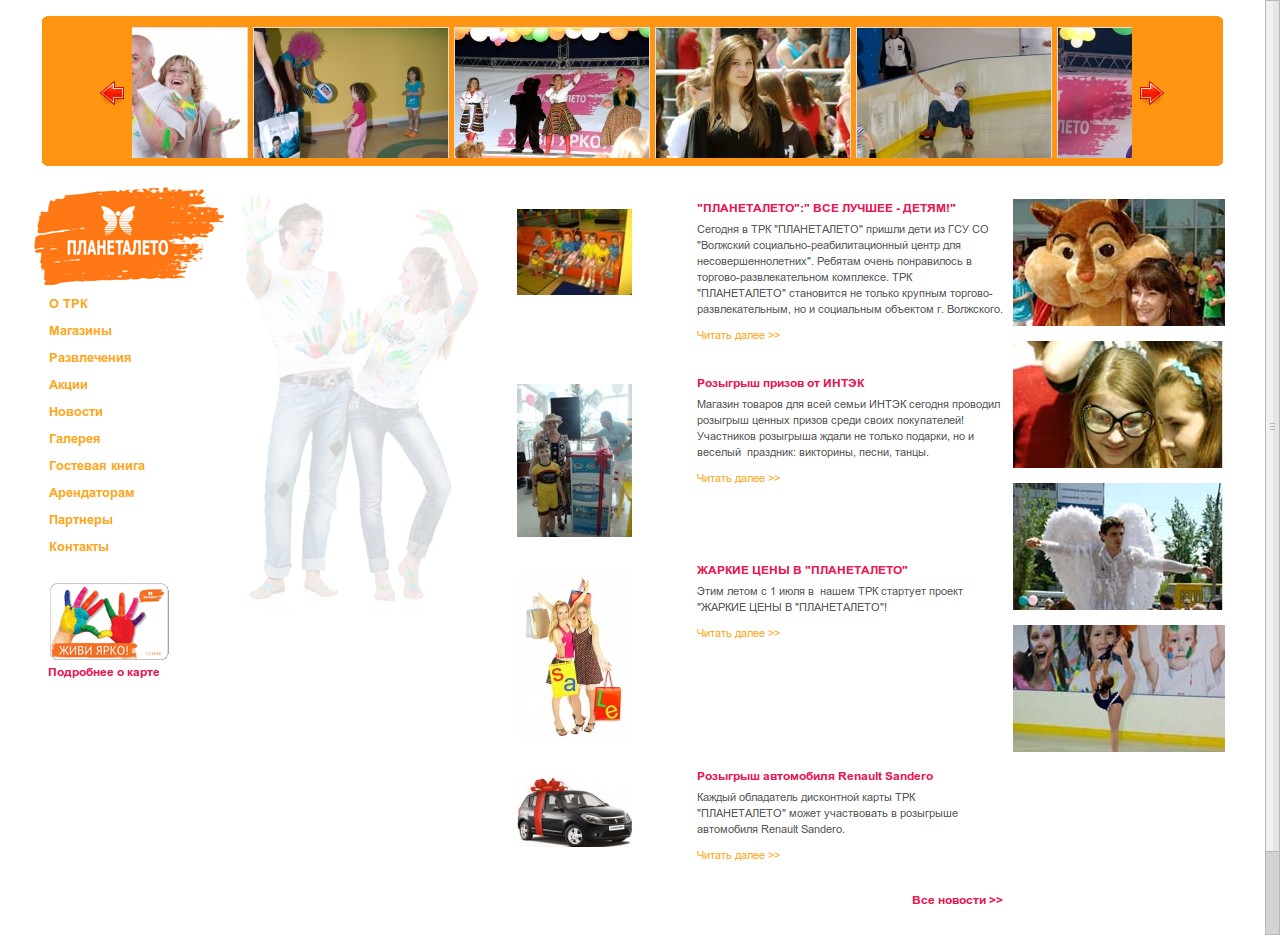 ЛЕТО
ЖИВИ ЯРКО!
ЛЕТО
ПЛАНЕТАЛЕТО
О ТРК
Магазины
Развлечения
Акции
Новости
Галерея
Гостевая книга
Арендаторам
Партнеры
Контакты
ЖИВИ ЯРКО!
Подробнее о карте
"ПЛАНЕТАЛЕТО":" ВСЕ ЛУЧШЕЕ - ДЕТЯМ!"
Сегодня в ТРК "ПЛАНЕТАЛЕТО" пришли дети из ГСУ СО
"Волжский социально-реабилитационный центр для
несовершеннолетних". Ребятам очень понравилось в
торгово-развлекательном комплексе. ТРК
"ПЛАНЕТАЛЕТО" становится не только крупным торгово-
развлекательным, но и социальным объектом г. Волжского.
Читать далее >>
Розыгрыш призов от ИНТЭК
Магазин товаров для всей семьи ИНТЭК сегодня проводил
розыгрыш ценных призов среди своих покупателей!
Участников розыгрыша ждали не только подарки, но и
веселый  праздник: викторины, песни, танцы.
Читать далее >>
Sa
Le
ЖАРКИЕ ЦЕНЫ В "ПЛАНЕТАЛЕТО"
Этим летом с 1 июля в  нашем ТРК стартует проект
"ЖАРКИЕ ЦЕНЫ В "ПЛАНЕТАЛЕТО"!
Читать далее >>
Розыгрыш автомобиля Renault Sandero
Каждый обладатель дисконтной карты ТРК
"ПЛАНЕТАЛЕТО" может участвовать в розыгрыше
автомобиля Renault Sandero.
Читать далее >>
Все новости >>